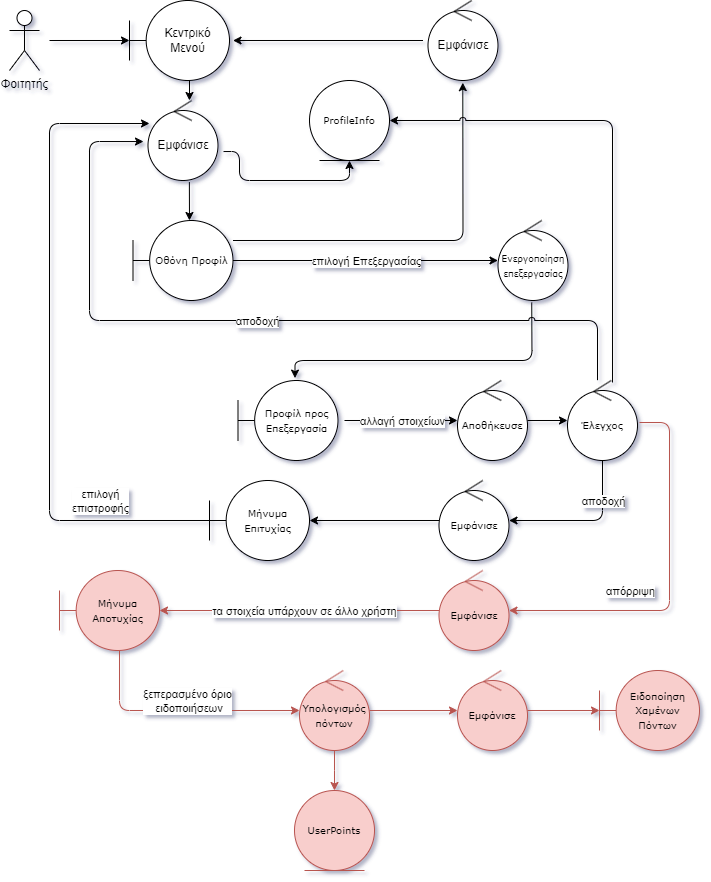 Κεντρικό
Μενού
Εμφάνισε
Φοιτητής
ProfileInfo
Εμφάνισε
Οθόνη Προφίλ
επιλογή Επεξεργασίας
Ενεργοποίηση
επεξεργασίας
αποδοχή
Προφίλ προς
Επεξεργασία
αλλαγή στοιχείων
Αποθήκευσε
Έλεγχος
επιλογή
επιστροφής
Μήνυμα
Επιτυχίας
Εμφάνισε
αποδοχή
Μήνυμα
Αποτυχίας
τα στοιχεία υπάρχουν σε άλλο χρήστη
Εμφάνισε
απόρριψη
ξεπερασμένο όριο
ειδοποιήσεων
Υπολογισμός
πόντων
Εμφάνισε
Ειδοποίηση
Χαμένων
Πόντων
UserPoints